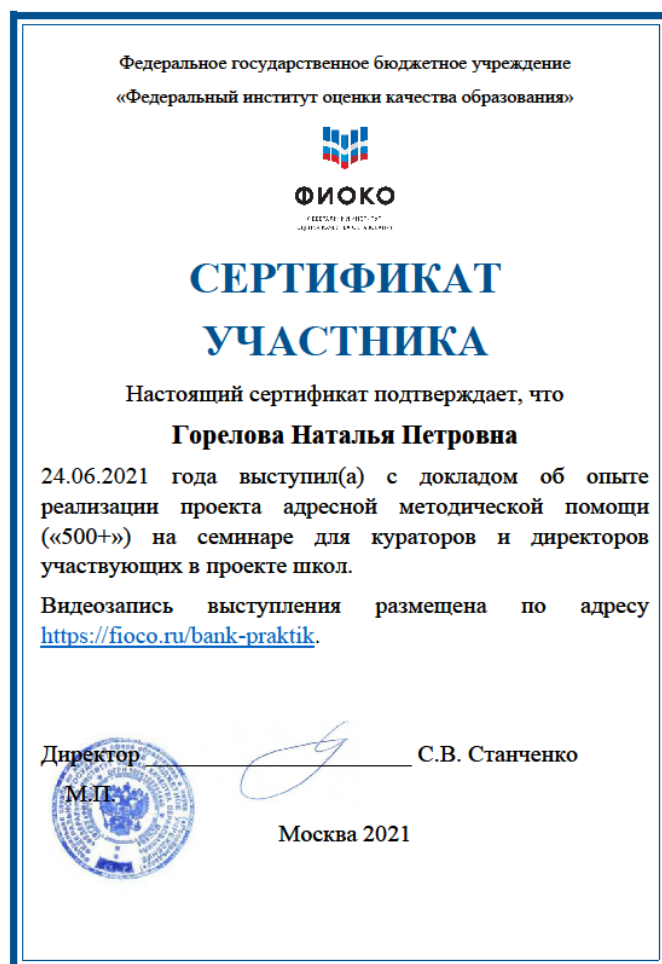 Федеральное государственное бюджетное учреждение
«Федеральный институт оценки качества образования»
ФИОКО
СЕРТИФИКАТ
УЧАСТНИКА
Настоящий сертификат подтверждает, что
Горелова Наталья Петровна
24.06.2021 года выступил(а) с докладом об опыте
реализации проекта адресной методической помощи
(«500+») на семинаре для кураторов и директоров
участвующих в проекте школ.
Видеозапись выступления размещена по адресу
https://fioco.ru/bank-praktik.
Директор______________________ С.В. Станченко
М.П.
Москва 2021